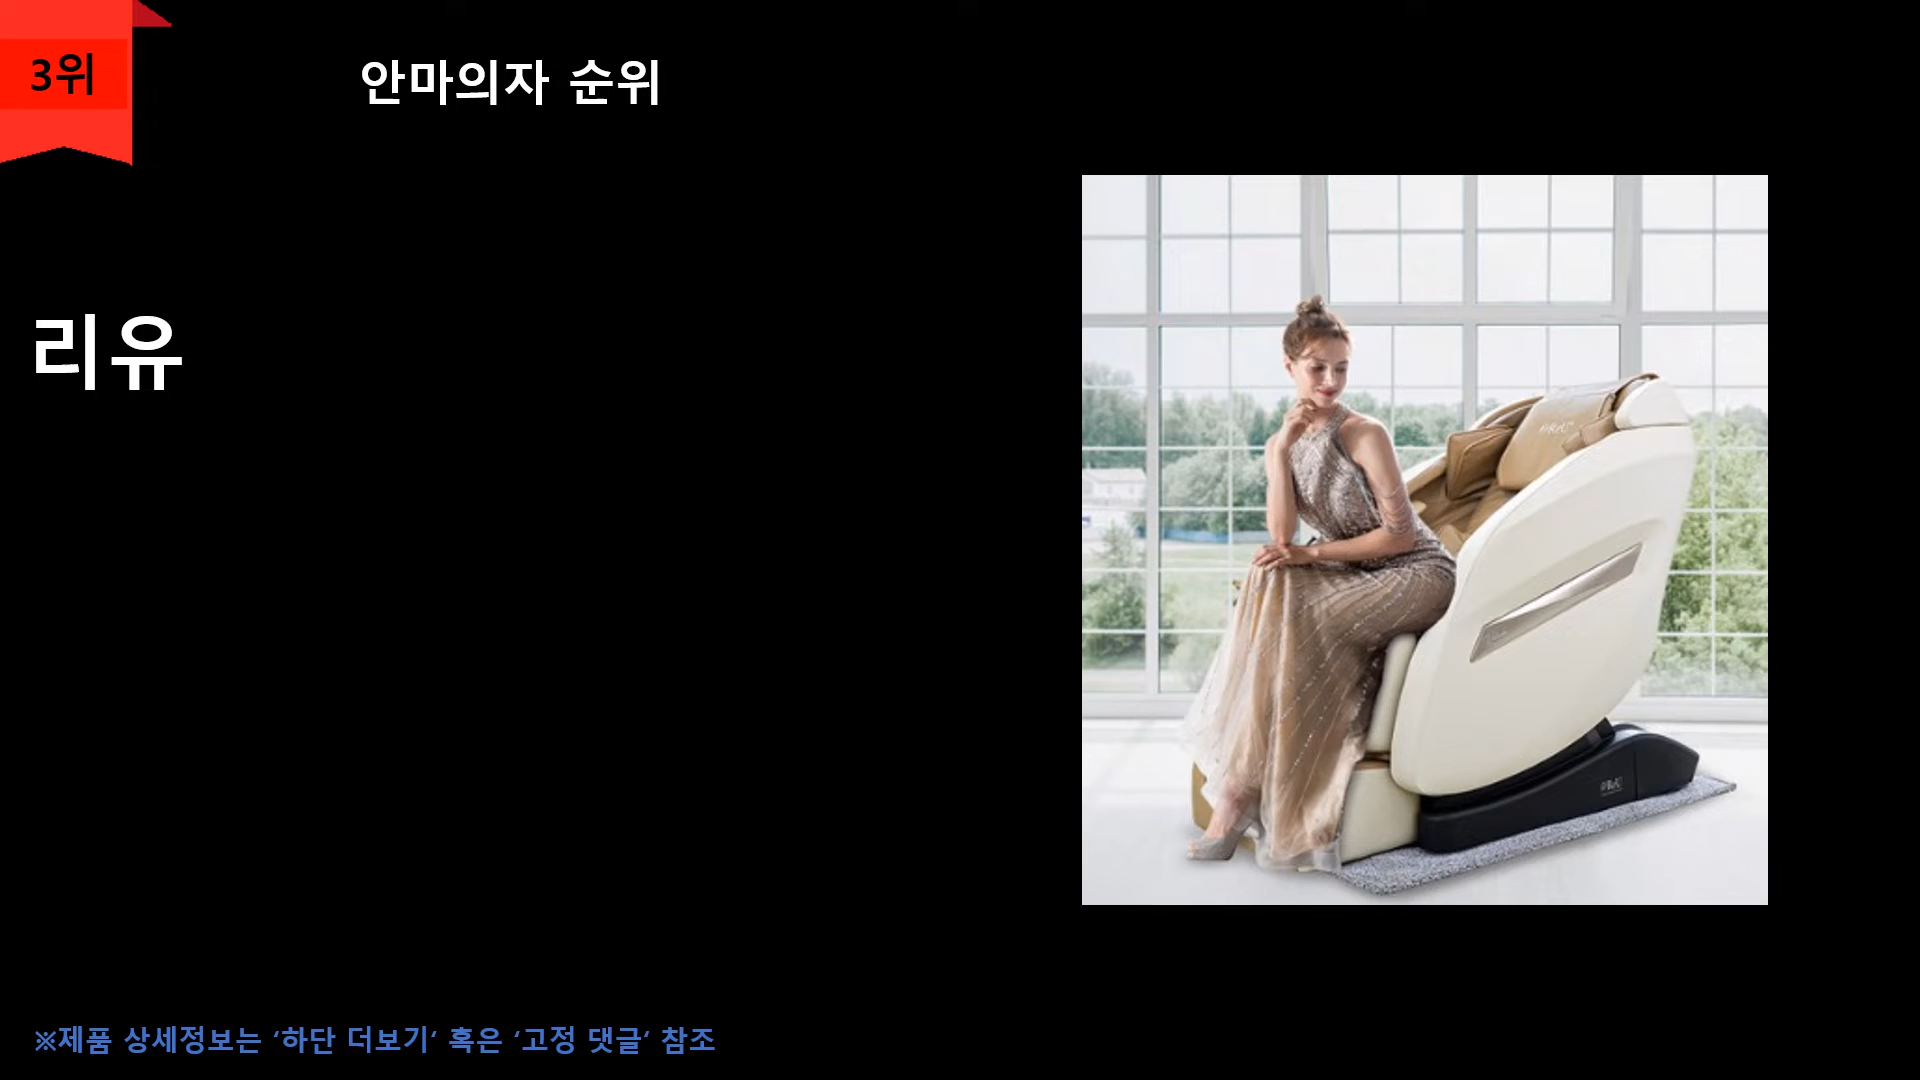 3위
안마의자 순위
리유
※제품 상세정보는 ‘하단 더보기‘ 혹은 ‘고정 댓글‘ 참조